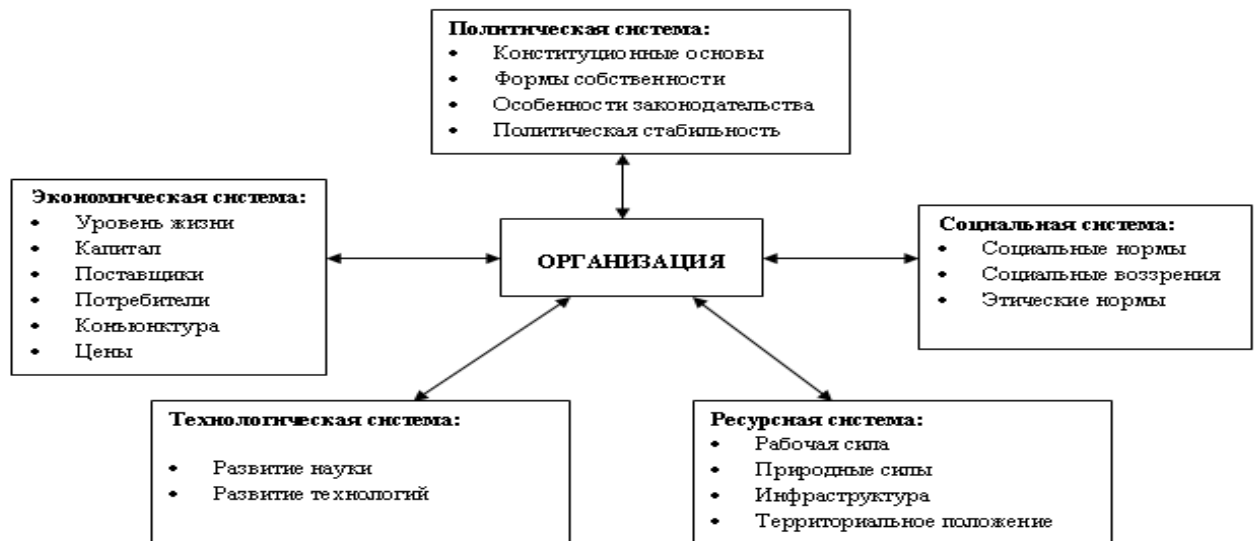 Политическая система:
• Конституционные основы
• Формы собственности
• Особенности законодательства
• Политическая стабильность
Экономическая система:
• Уровень жизни
• Капитал
• Поставщики
• Потребители
• Коньюнктура
• Цены
ОРГАНИЗАЦИЯ
Социальная система:
• Социальные нормы
• Социальные воззрения
• Этические нормы
Технологическая система:
• Развитие науки
• Развитие технологий
Ресурсная система:
• Рабочая сила
• Природные силы
• Инфраструктура
• Территориальное положение